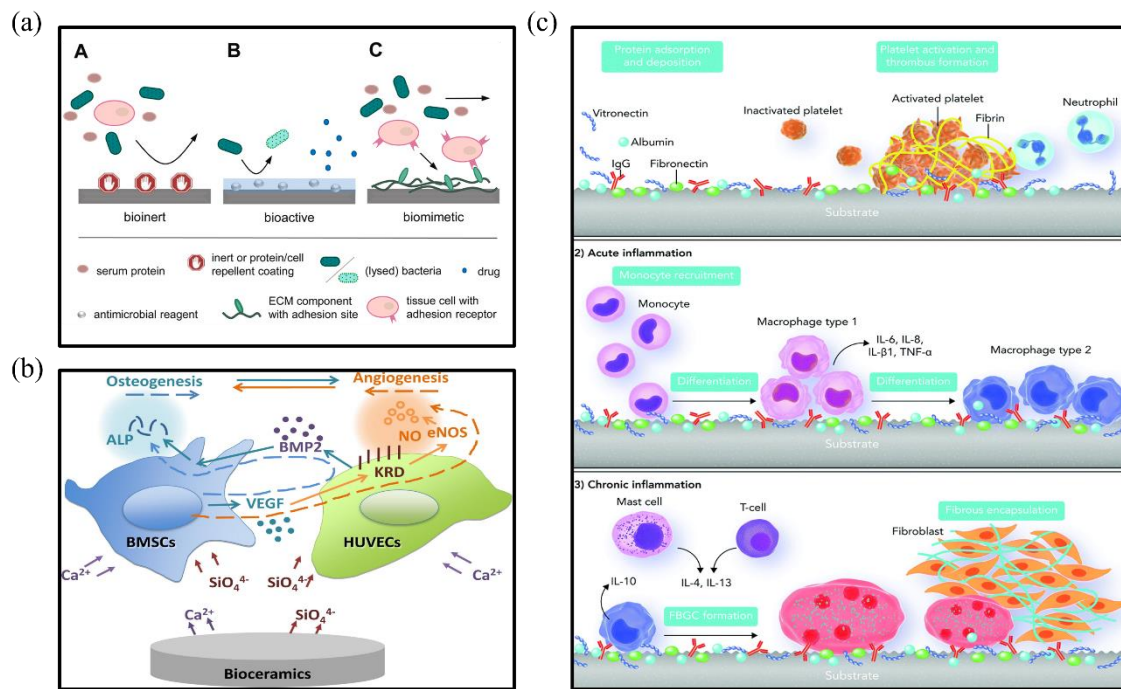 (a)
A
B
C
bioinert
bioactive
biomimetic
serum protein
inert or protein/cell
repellent coating
(lysed) bacteria
drug
antimicrobial reagent
ECM component
with adhesion site
tissue cell with
adhesion receptor
(b)
Osteogenesis
Angiogenesis
ALP
BMP2
NO
eNOS
KRD
VEGF
BMSCs
HUVECs
Ca²⁺
SiO₄⁴⁻
SiO₄⁴⁻
Ca²⁺
Ca²⁺
SiO₄⁴⁻
Bioceramics
(c)
Protein adsorption
and deposition
Platelet activation and
thrombus formation
Vitronectin
Inactivated platelet
Activated platelet
Fibrin
Neutrophil
Albumin
IgG
Fibronectin
Substrate
2) Acute inflammation
Monocyte recruitment
Monocyte
Macrophage type 1
IL-6, IL-8,
IL-β1, TNF-α
Macrophage type 2
Differentiation
Differentiation
Substrate
3) Chronic inflammation
Mast cell
T-cell
Fibrous encapsulation
Fibroblast
IL-10
IL-4, IL-13
FBGC formation
Substrate